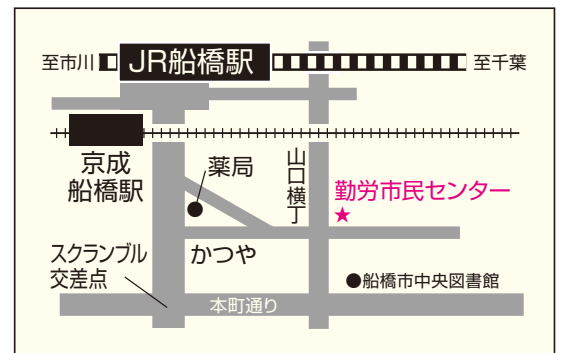 至市川
JR船橋駅
至千葉
京成
船橋駅
薬局
山口横丁
勤労市民センター
★
スクランブル
交差点
かつや
●船橋市中央図書館
本町通り